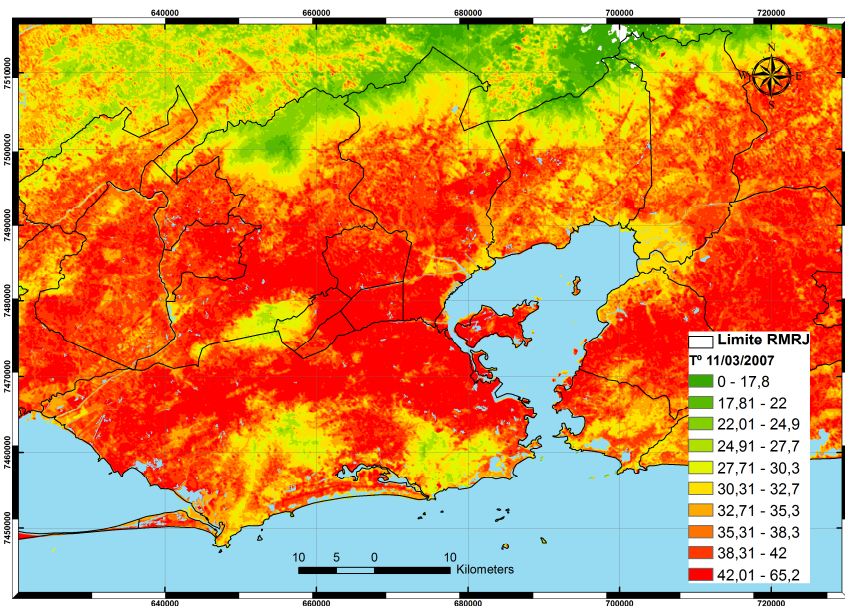 640000 660000 680000 700000 720000
7510000
7500000
7490000
7480000
7470000
7460000
7450000
N
W E
S
Limite RMRJ
Tº 11/03/2007
0 - 17,8
17,81 - 22
22,01 - 24,9
24,91 - 27,7
27,71 - 30,3
30,31 - 32,7
32,71 - 35,3
35,31 - 38,3
38,31 - 42
42,01 - 65,2
10 5 0 10
Kilometers
640000 660000 680000 700000 720000